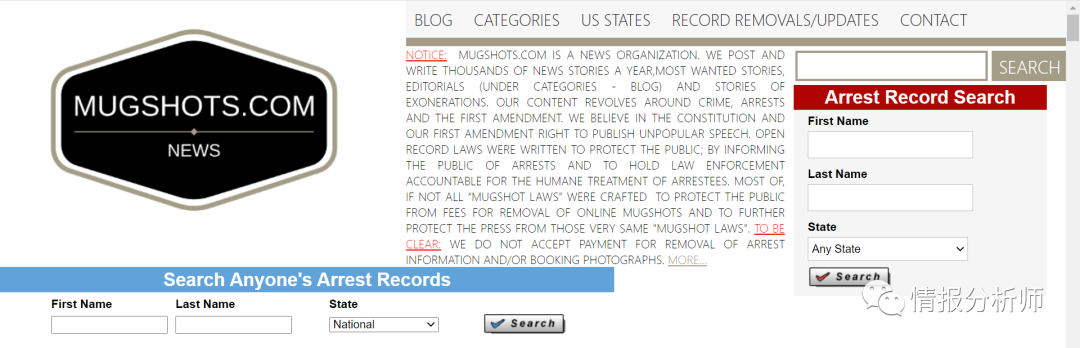 BLOG CATEGORIES US STATES RECORD REMOVALS/UPDATES CONTACT
MUGSHOTS.COM
NEWS
NOTICE: MUGSHOTS.COM IS A NEWS ORGANIZATION. WE POST AND
WRITE THOUSANDS OF NEWS STORIES A YEAR,MOST WANTED STORIES,
EDITORIALS (UNDER CATEGORIES - BLOG) AND STORIES OF
EXONERATIONS. OUR CONTENT REVOLVES AROUND CRIME, ARRESTS
AND THE FIRST AMENDMENT. WE BELIEVE IN THE CONSTITUTION AND
OUR FIRST AMENDMENT RIGHT TO PUBLISH UNPOPULAR SPEECH. OPEN
RECORD LAWS WERE WRITTEN TO PROTECT THE PUBLIC; BY INFORMING
THE PUBLIC OF ARRESTS AND TO HOLD LAW ENFORCEMENT
ACCOUNTABLE FOR THE HUMANE TREATMENT OF ARRESTEES. MOST OF,
IF NOT ALL "MUGSHOT LAWS" WERE CRAFTED TO PROTECT THE PUBLIC
FROM FEES FOR REMOVAL OF ONLINE MUGSHOTS AND TO FURTHER
PROTECT THE PRESS FROM THOSE VERY SAME "MUGSHOT LAWS". TO BE
CLEAR: WE DO NOT ACCEPT PAYMENT FOR REMOVAL OF ARREST
INFORMATION AND/OR BOOKING PHOTOGRAPHS. MORE...
SEARCH
Arrest Record Search
First Name
Last Name
State
Any State
Search
Search Anyone's Arrest Records
First Name Last Name State
National
Search
情报分析师